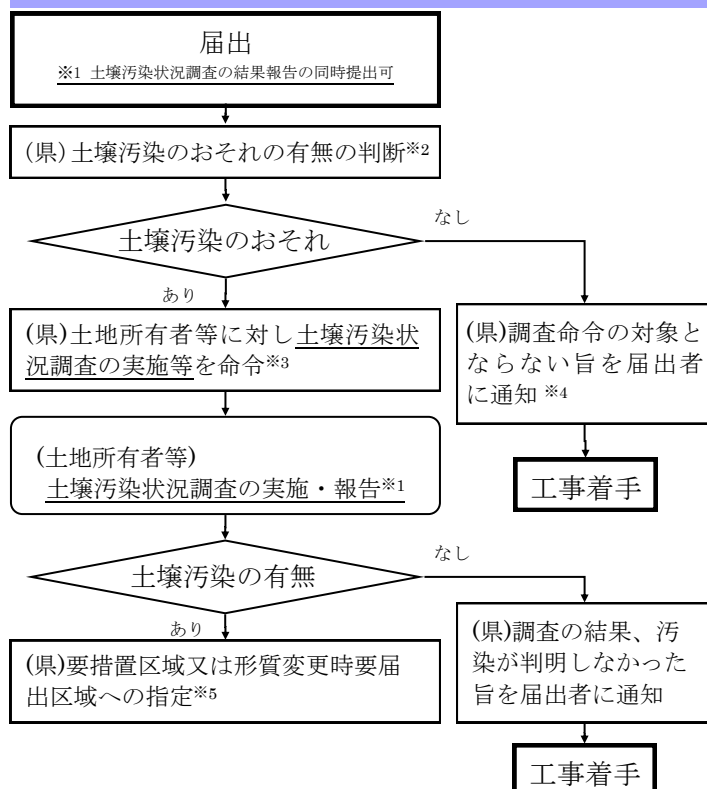 届出
※1 土壌汚染状況調査の結果報告の同時提出可
(県)土壌汚染のおそれの有無の判断※2
土壌汚染のおそれ
なし
あり
(県)土地所有者等に対し土壌汚染状
況調査の実施等を命令※3
(県)調査命令の対象と
ならない旨を届出者
に通知※4
(土地所有者等)
土壌汚染状況調査の実施・報告※1
工事着手
土壌汚染の有無
なし
あり
(県)要措置区域又は形質変更時要届
出区域への指定※5
(県)調査の結果、汚
染が判明しなかった
旨を届出者に通知
工事着手